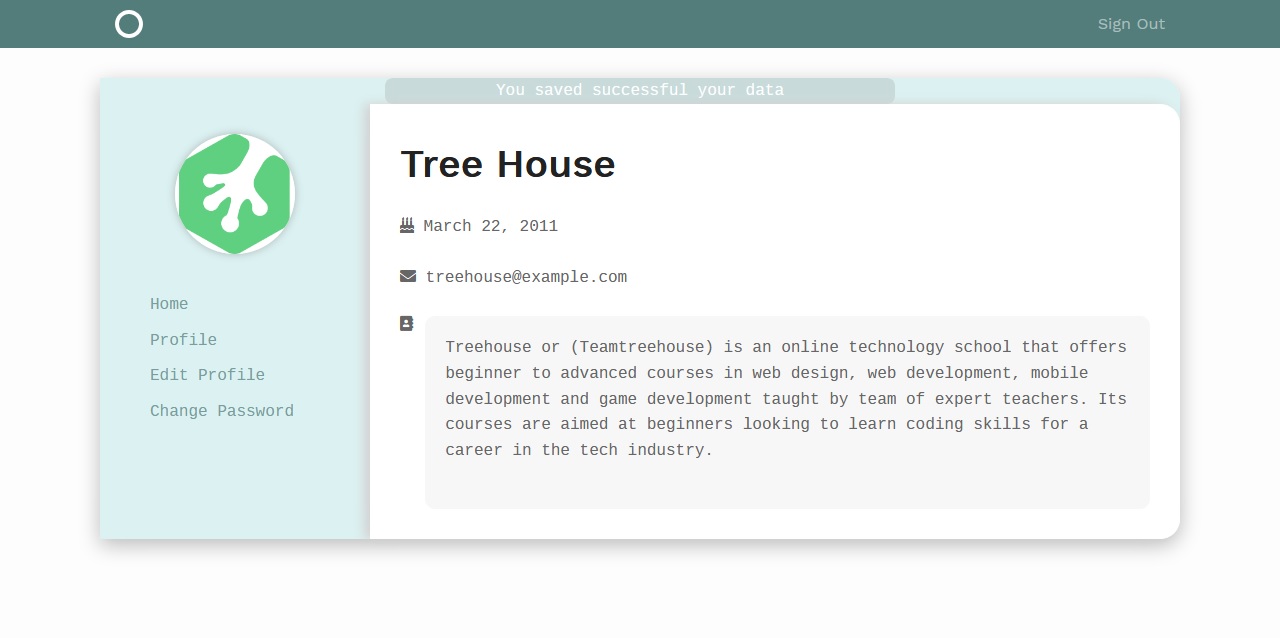 Sign Out
You saved successful your data
Tree House
March 22, 2011
treehouse@example.com
Treehouse or (Teamtreehouse) is an online technology school that offers
beginner to advanced courses in web design, web development, mobile
development and game development taught by team of expert teachers. Its
courses are aimed at beginners looking to learn coding skills for a
career in the tech industry.
Home
Profile
Edit Profile
Change Password